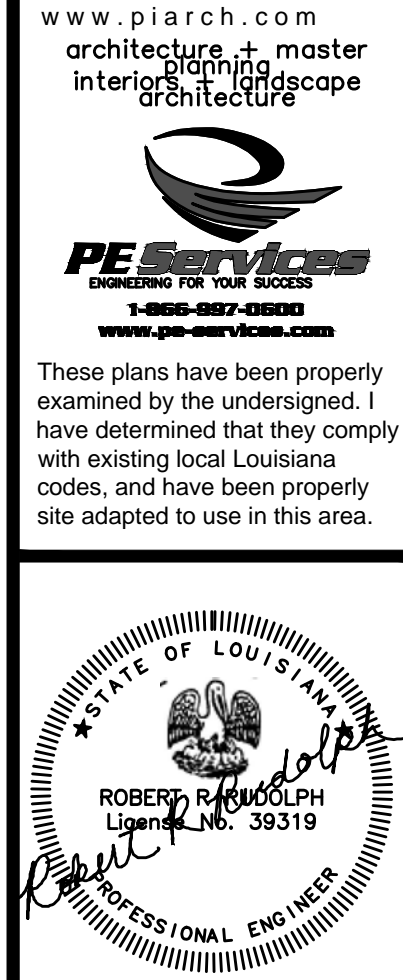 www.piarch.com
architecture + master
planning
interiors + landscape
architecture
PE Services
ENGINEERING FOR YOUR SUCCESS
1-866-997-0600
www.pe-services.com
These plans have been properly
examined by the undersigned. I
have determined that they comply
with existing local Louisiana
codes, and have been properly
site adapted to use in this area.
STATE OF LOUISIANA
ROBERT R RUDOLPH
License No. 39319
Robert R Rudolph
PROFESSIONAL ENGINEER